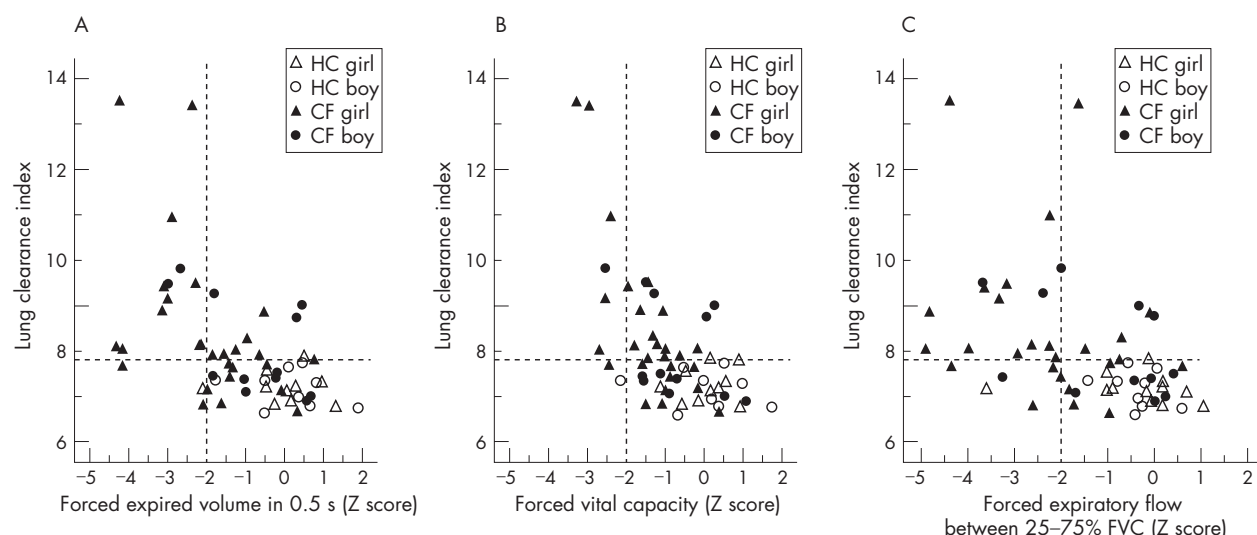 A
B
C
HC girl
HC boy
CF girl
CF boy
HC girl
HC boy
CF girl
CF boy
HC girl
HC boy
CF girl
CF boy
Lung clearance index
14
12
10
8
6
−5 −4 −3 −2 −1 0 1 2
Forced expired volume in 0.5 s (Z score)
Lung clearance index
14
12
10
8
6
−5 −4 −3 −2 −1 0 1 2
Forced vital capacity (Z score)
Lung clearance index
14
12
10
8
6
−5 −4 −3 −2 −1 0 1 2
Forced expiratory flow
between 25–75% FVC (Z score)